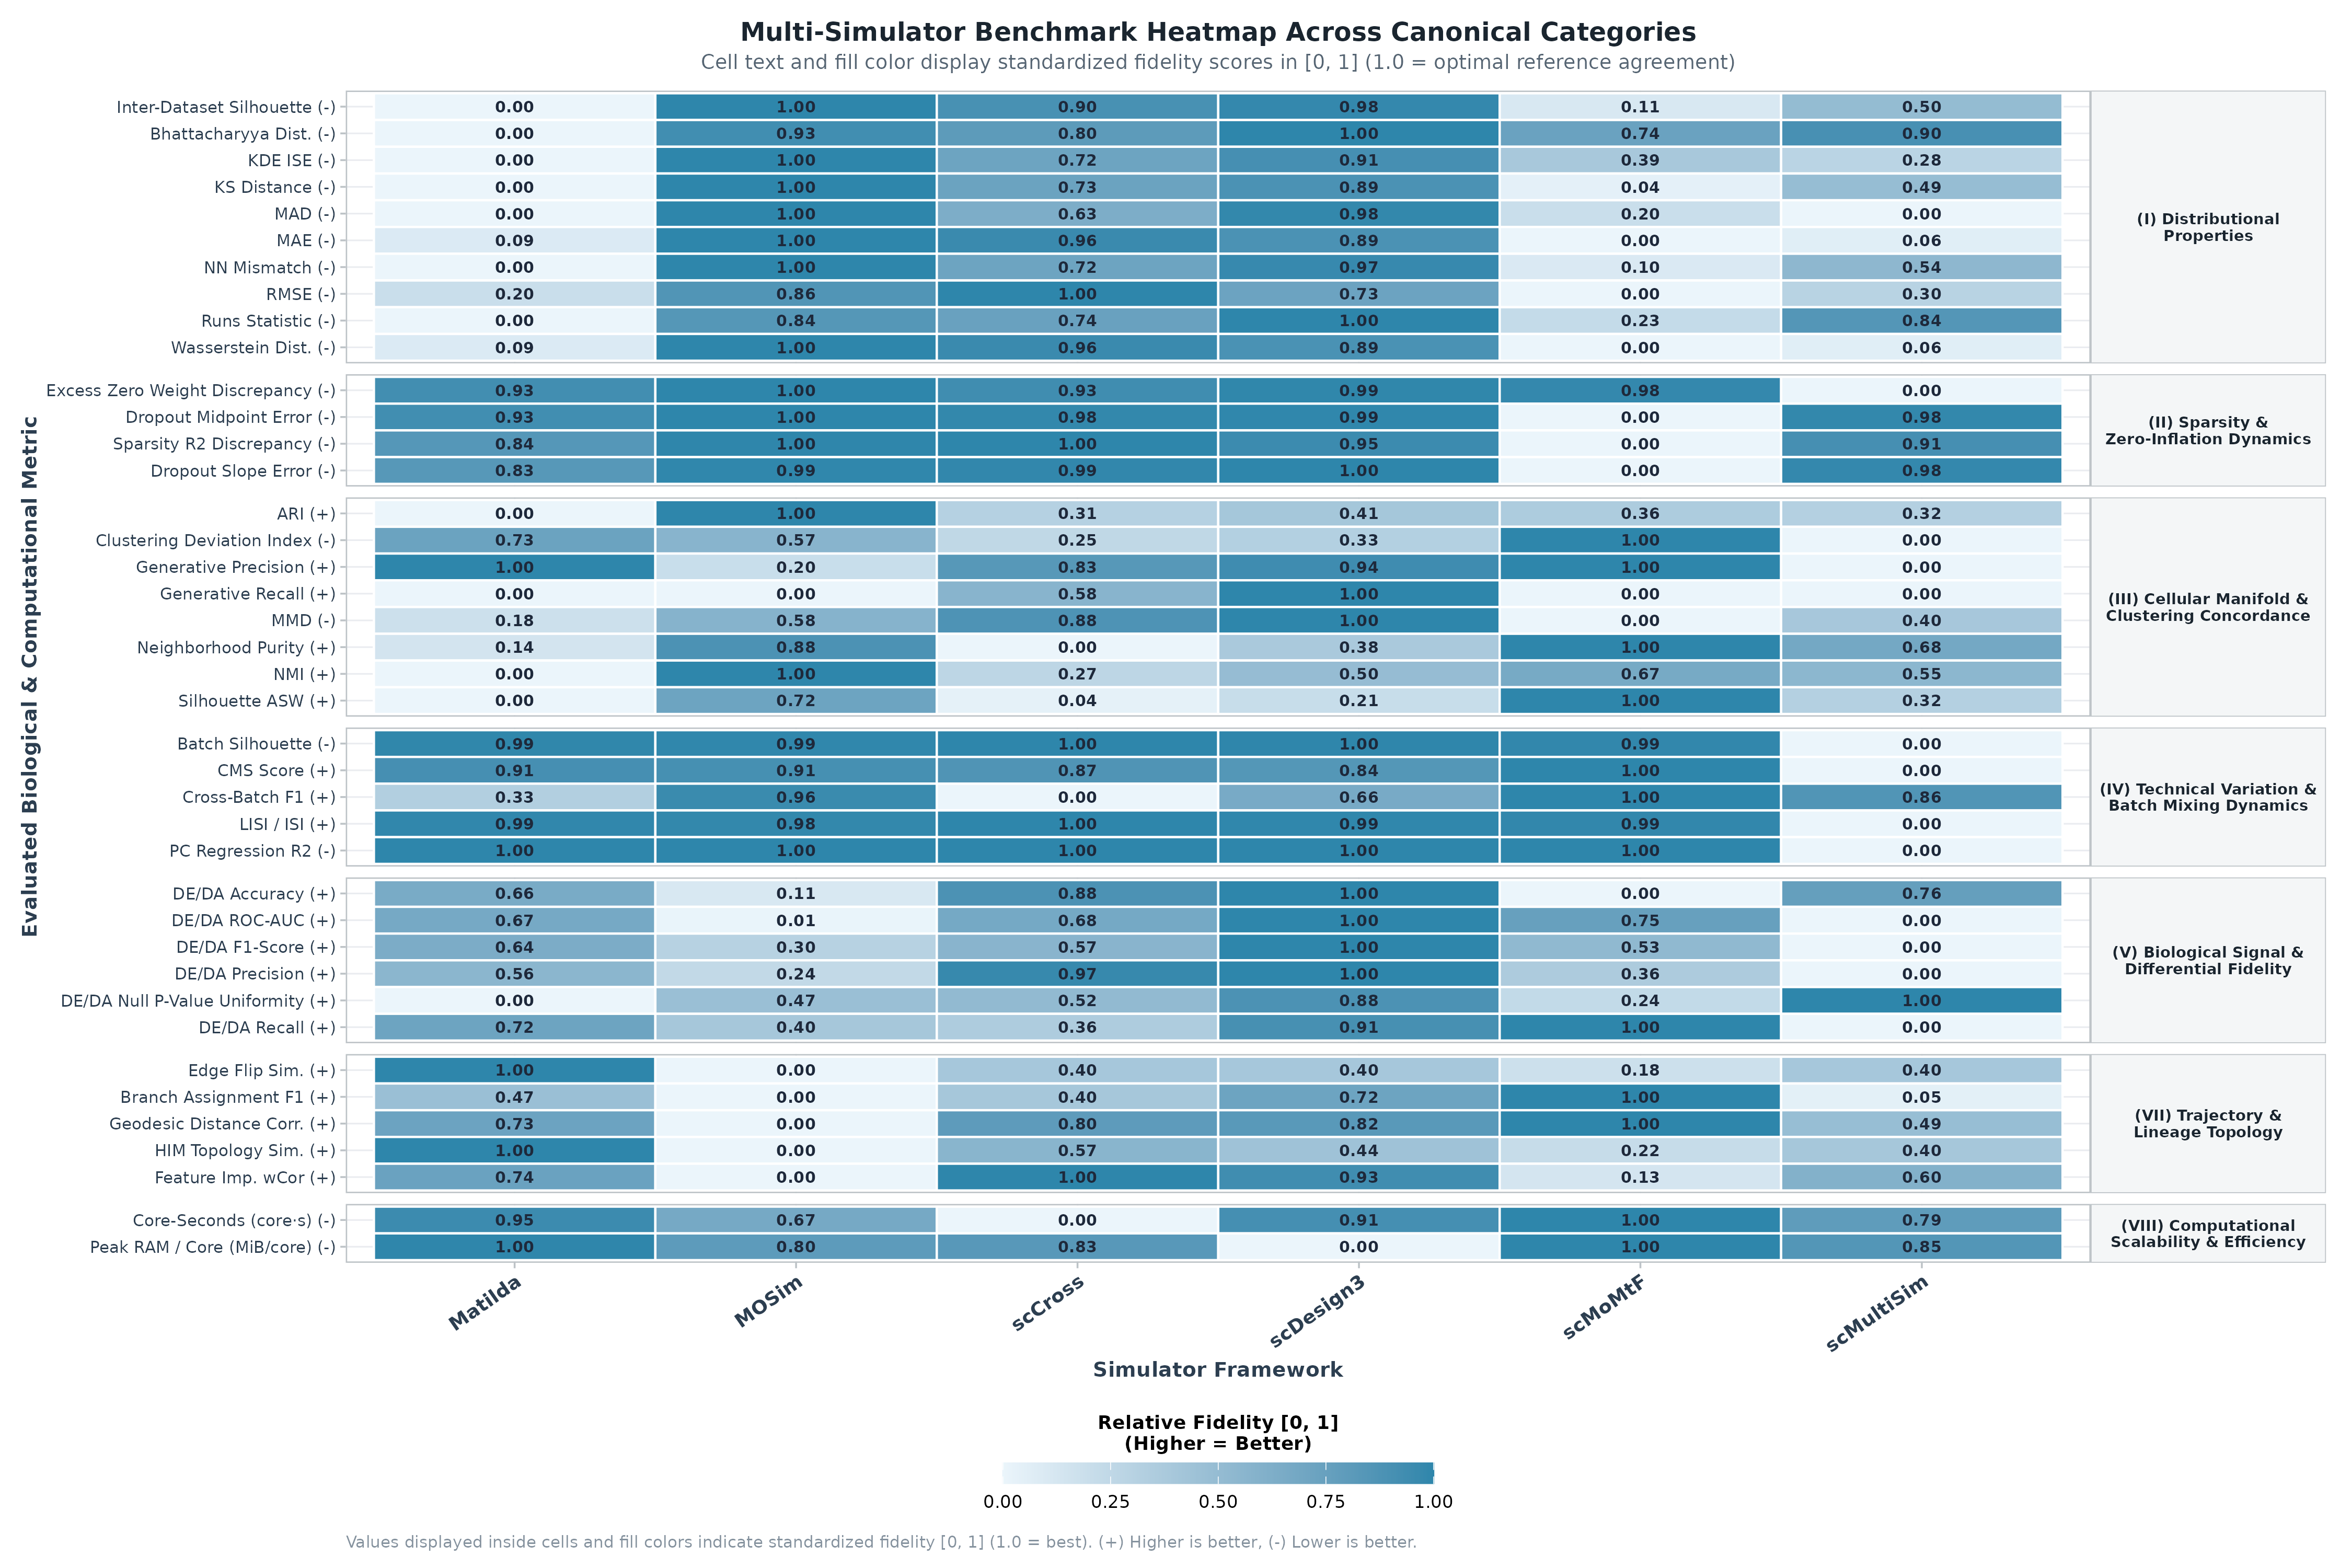 Multi-Simulator Benchmark Heatmap Across Canonical Categories
Cell text and fill color display standardized fidelity scores in [0, 1] (1.0 = optimal reference agreement)
Evaluated Biological & Computational Metric
Inter-Dataset Silhouette (-) 0.00 1.00 0.90 0.98 0.11 0.50
Bhattacharyya Dist. (-) 0.00 0.93 0.80 1.00 0.74 0.90
KDE ISE (-) 0.00 1.00 0.72 0.91 0.39 0.28
KS Distance (-) 0.00 1.00 0.73 0.89 0.04 0.49
MAD (-) 0.00 1.00 0.63 0.98 0.20 0.00
MAE (-) 0.09 1.00 0.96 0.89 0.00 0.06
NN Mismatch (-) 0.00 1.00 0.72 0.97 0.10 0.54
RMSE (-) 0.20 0.86 1.00 0.73 0.00 0.30
Runs Statistic (-) 0.00 0.84 0.74 1.00 0.23 0.84
Wasserstein Dist. (-) 0.09 1.00 0.96 0.89 0.00 0.06
(I) Distributional
Properties
Excess Zero Weight Discrepancy (-) 0.93 1.00 0.93 0.99 0.98 0.00
Dropout Midpoint Error (-) 0.93 1.00 0.98 0.99 0.00 0.98
Sparsity R2 Discrepancy (-) 0.84 1.00 1.00 0.95 0.00 0.91
Dropout Slope Error (-) 0.83 0.99 0.99 1.00 0.00 0.98
(II) Sparsity &
Zero-Inflation Dynamics
ARI (+) 0.00 1.00 0.31 0.41 0.36 0.32
Clustering Deviation Index (-) 0.73 0.57 0.25 0.33 1.00 0.00
Generative Precision (+) 1.00 0.20 0.83 0.94 1.00 0.00
Generative Recall (+) 0.00 0.00 0.58 1.00 0.00 0.00
MMD (-) 0.18 0.58 0.88 1.00 0.00 0.40
Neighborhood Purity (+) 0.14 0.88 0.00 0.38 1.00 0.68
NMI (+) 0.00 1.00 0.27 0.50 0.67 0.55
Silhouette ASW (+) 0.00 0.72 0.04 0.21 1.00 0.32
(III) Cellular Manifold &
Clustering Concordance
Batch Silhouette (-) 0.99 0.99 1.00 1.00 0.99 0.00
CMS Score (+) 0.91 0.91 0.87 0.84 1.00 0.00
Cross-Batch F1 (+) 0.33 0.96 0.00 0.66 1.00 0.86
LISI / ISI (+) 0.99 0.98 1.00 0.99 0.99 0.00
PC Regression R2 (-) 1.00 1.00 1.00 1.00 1.00 0.00
(IV) Technical Variation &
Batch Mixing Dynamics
DE/DA Accuracy (+) 0.66 0.11 0.88 1.00 0.00 0.76
DE/DA ROC-AUC (+) 0.67 0.01 0.68 1.00 0.75 0.00
DE/DA F1-Score (+) 0.64 0.30 0.57 1.00 0.53 0.00
DE/DA Precision (+) 0.56 0.24 0.97 1.00 0.36 0.00
DE/DA Null P-Value Uniformity (+) 0.00 0.47 0.52 0.88 0.24 1.00
DE/DA Recall (+) 0.72 0.40 0.36 0.91 1.00 0.00
(V) Biological Signal &
Differential Fidelity
Edge Flip Sim. (+) 1.00 0.00 0.40 0.40 0.18 0.40
Branch Assignment F1 (+) 0.47 0.00 0.40 0.72 1.00 0.05
Geodesic Distance Corr. (+) 0.73 0.00 0.80 0.82 1.00 0.49
HIM Topology Sim. (+) 1.00 0.00 0.57 0.44 0.22 0.40
Feature Imp. wCor (+) 0.74 0.00 1.00 0.93 0.13 0.60
(VII) Trajectory &
Lineage Topology
Core-Seconds (core·s) (-) 0.95 0.67 0.00 0.91 1.00 0.79
Peak RAM / Core (MiB/core) (-) 1.00 0.80 0.83 0.00 1.00 0.85
(VIII) Computational
Scalability & Efficiency
Matilda MOSim scCross scDesign3 scMoMtF scMultiSim
Simulator Framework
Relative Fidelity [0, 1]
(Higher = Better)
0.00 0.25 0.50 0.75 1.00
Values displayed inside cells and fill colors indicate standardized fidelity [0, 1] (1.0 = best). (+) Higher is better, (-) Lower is better.